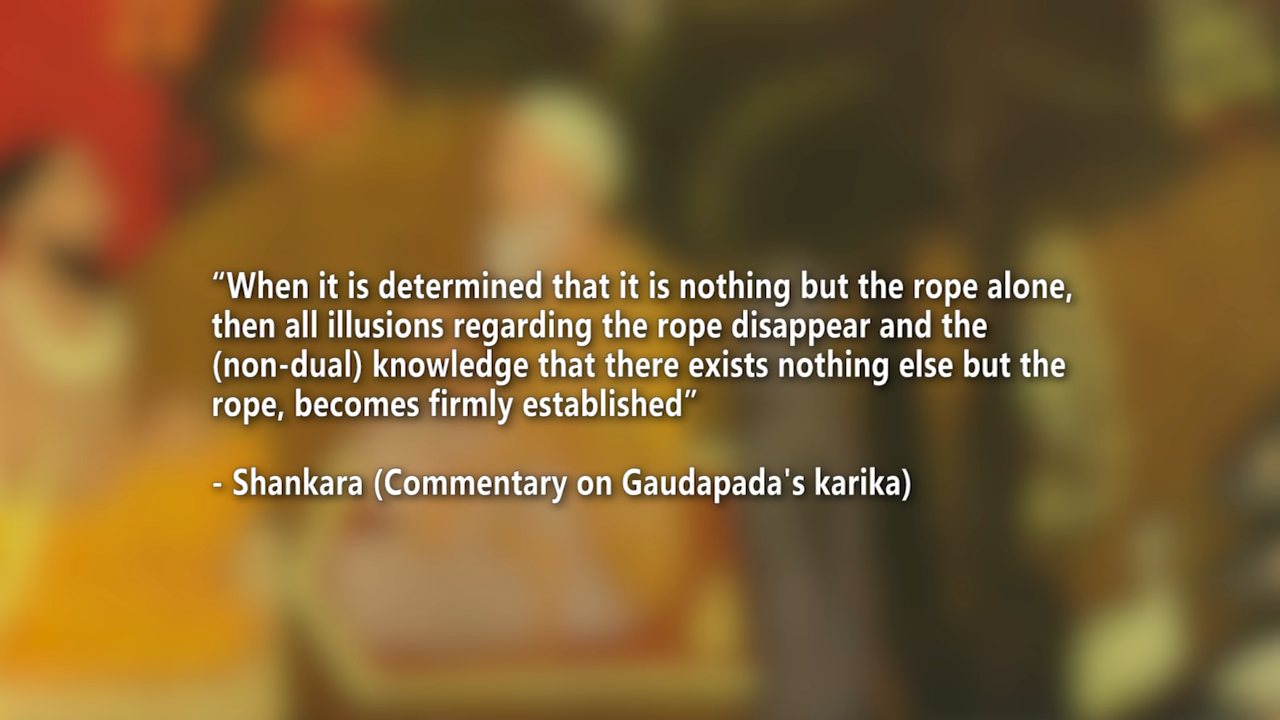 “When it is determined that it is nothing but the rope alone,
then all illusions regarding the rope disappear and the
(non-dual) knowledge that there exists nothing else but the
rope, becomes firmly established”
- Shankara (Commentary on Gaudapada's karika)